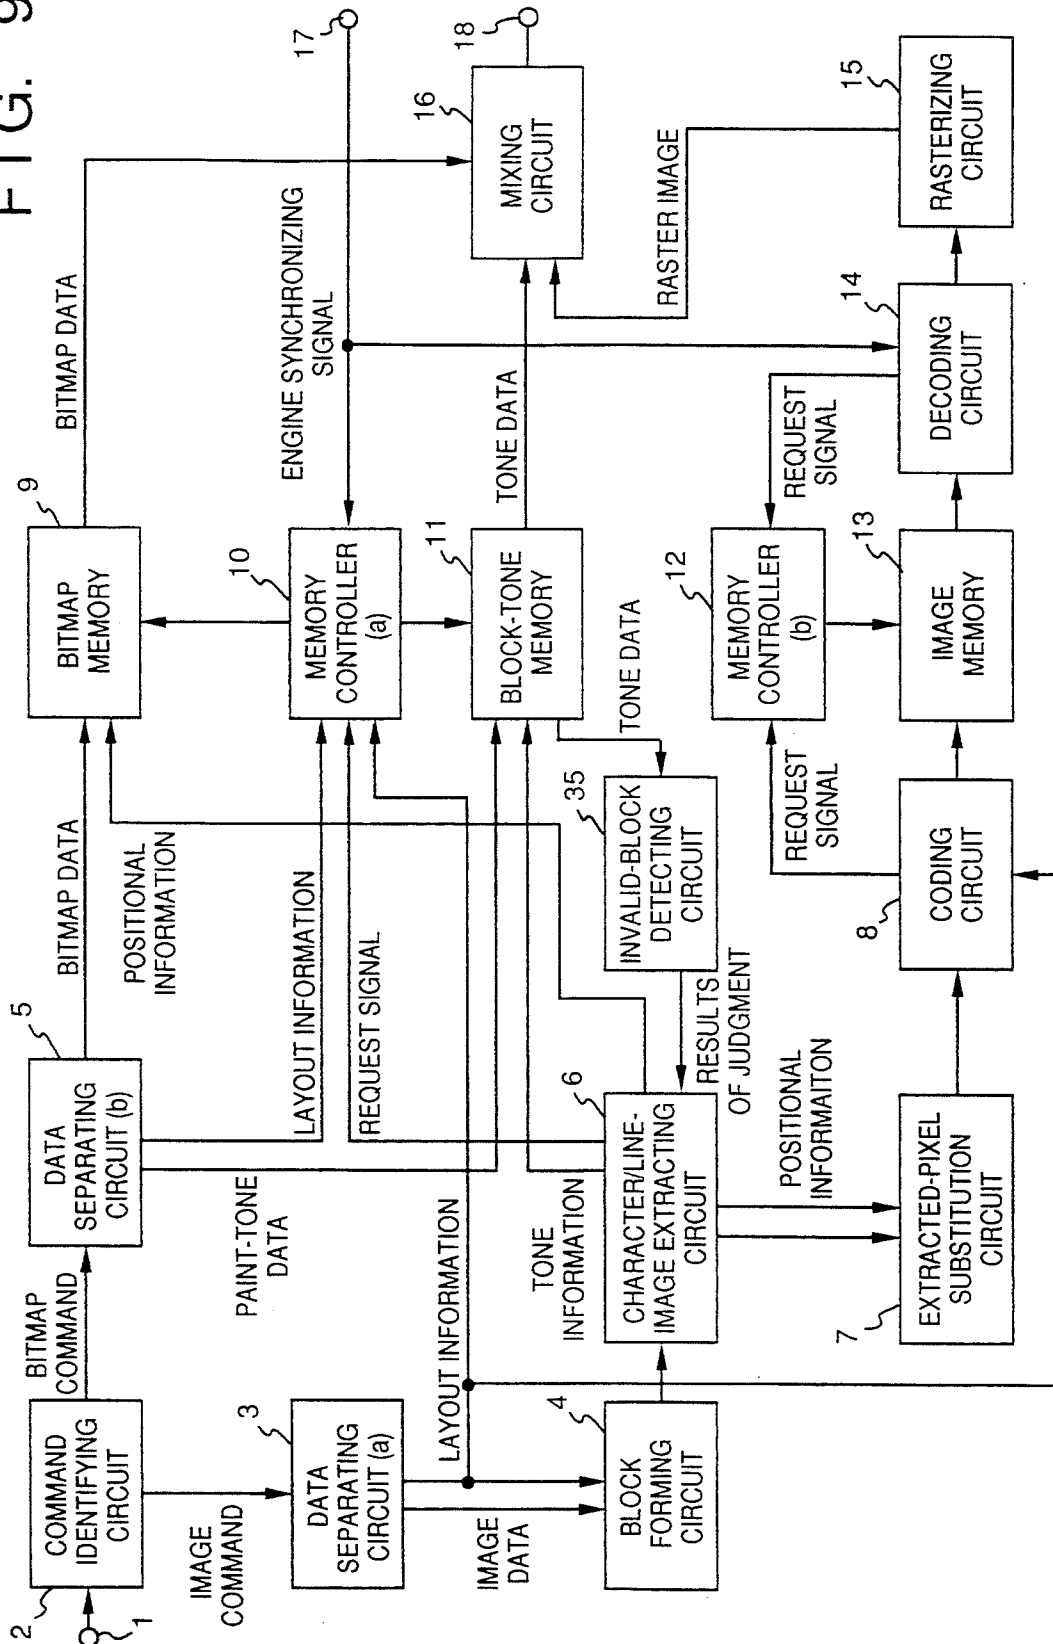 FIG. 9
1
2
COMMAND
IDENTIFYING
CIRCUIT
BITMAP
COMMAND
5
DATA
SEPARATING
CIRCUIT (b)
BITMAP DATA
POSITIONAL
INFORMATION
9
BITMAP
MEMORY
BITMAP DATA
IMAGE
COMMAND
3
DATA
SEPARATING
CIRCUIT (a)
PAINT-TONE
DATA
LAYOUT INFORMATION
REQUEST SIGNAL
10
MEMORY
CONTROLLER
(a)
ENGINE SYNCHRONIZING
SIGNAL
17
IMAGE
DATA
LAYOUT INFORMATION
TONE
INFORMATION
11
BLOCK-TONE
MEMORY
TONE DATA
16
MIXING
CIRCUIT
18
4
BLOCK
FORMING
CIRCUIT
6
CHARACTER/LINE-
IMAGE EXTRACTING
CIRCUIT
RESULTS
OF JUDGMENT
35
INVALID-BLOCK
DETECTING
CIRCUIT
TONE DATA
RASTER IMAGE
POSITIONAL
INFORMAITON
REQUEST
SIGNAL
12
MEMORY
CONTROLLER
(b)
REQUEST
SIGNAL
7
EXTRACTED-PIXEL
SUBSTITUTION
CIRCUIT
8
CODING
CIRCUIT
13
IMAGE
MEMORY
14
DECODING
CIRCUIT
15
RASTERIZING
CIRCUIT